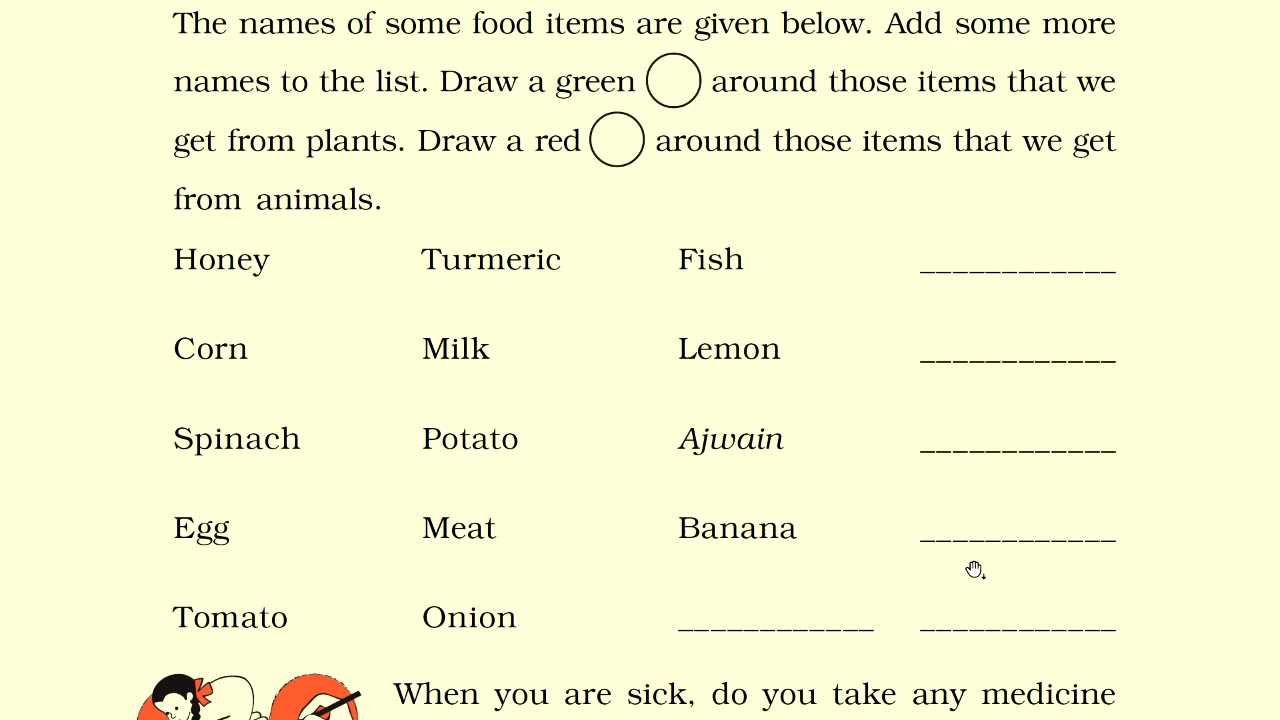 The names of some food items are given below. Add some more
names to the list. Draw a green around those items that we
get from plants. Draw a red around those items that we get
from animals.
Honey Turmeric Fish ____________
Corn Milk Lemon ____________
Spinach Potato Ajwain ____________
Egg Meat Banana ____________
Tomato Onion ____________ ____________
When you are sick, do you take any medicine